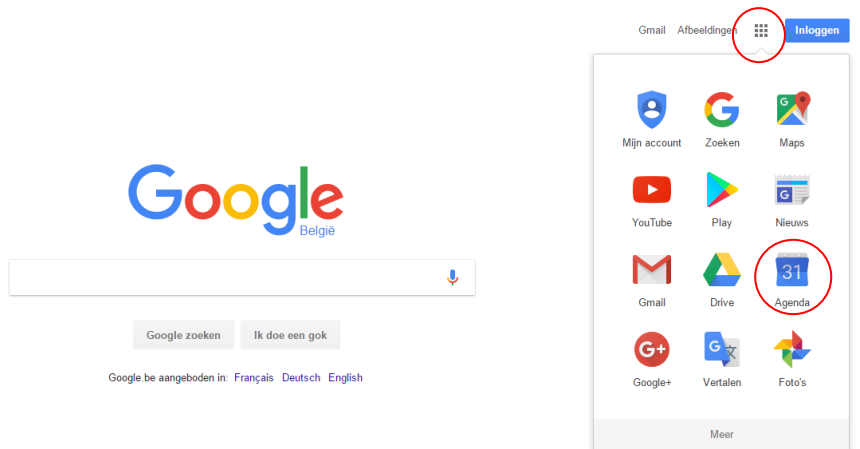 Gmail Afbeeldingen Inloggen
Mijn account Zoeken Maps
YouTube Play Nieuws
31
Gmail Drive Agenda
G+
Google+ Vertalen Foto's
Meer
Google
België
Google zoeken Ik doe een gok
Google.be aangeboden in: Français Deutsch English